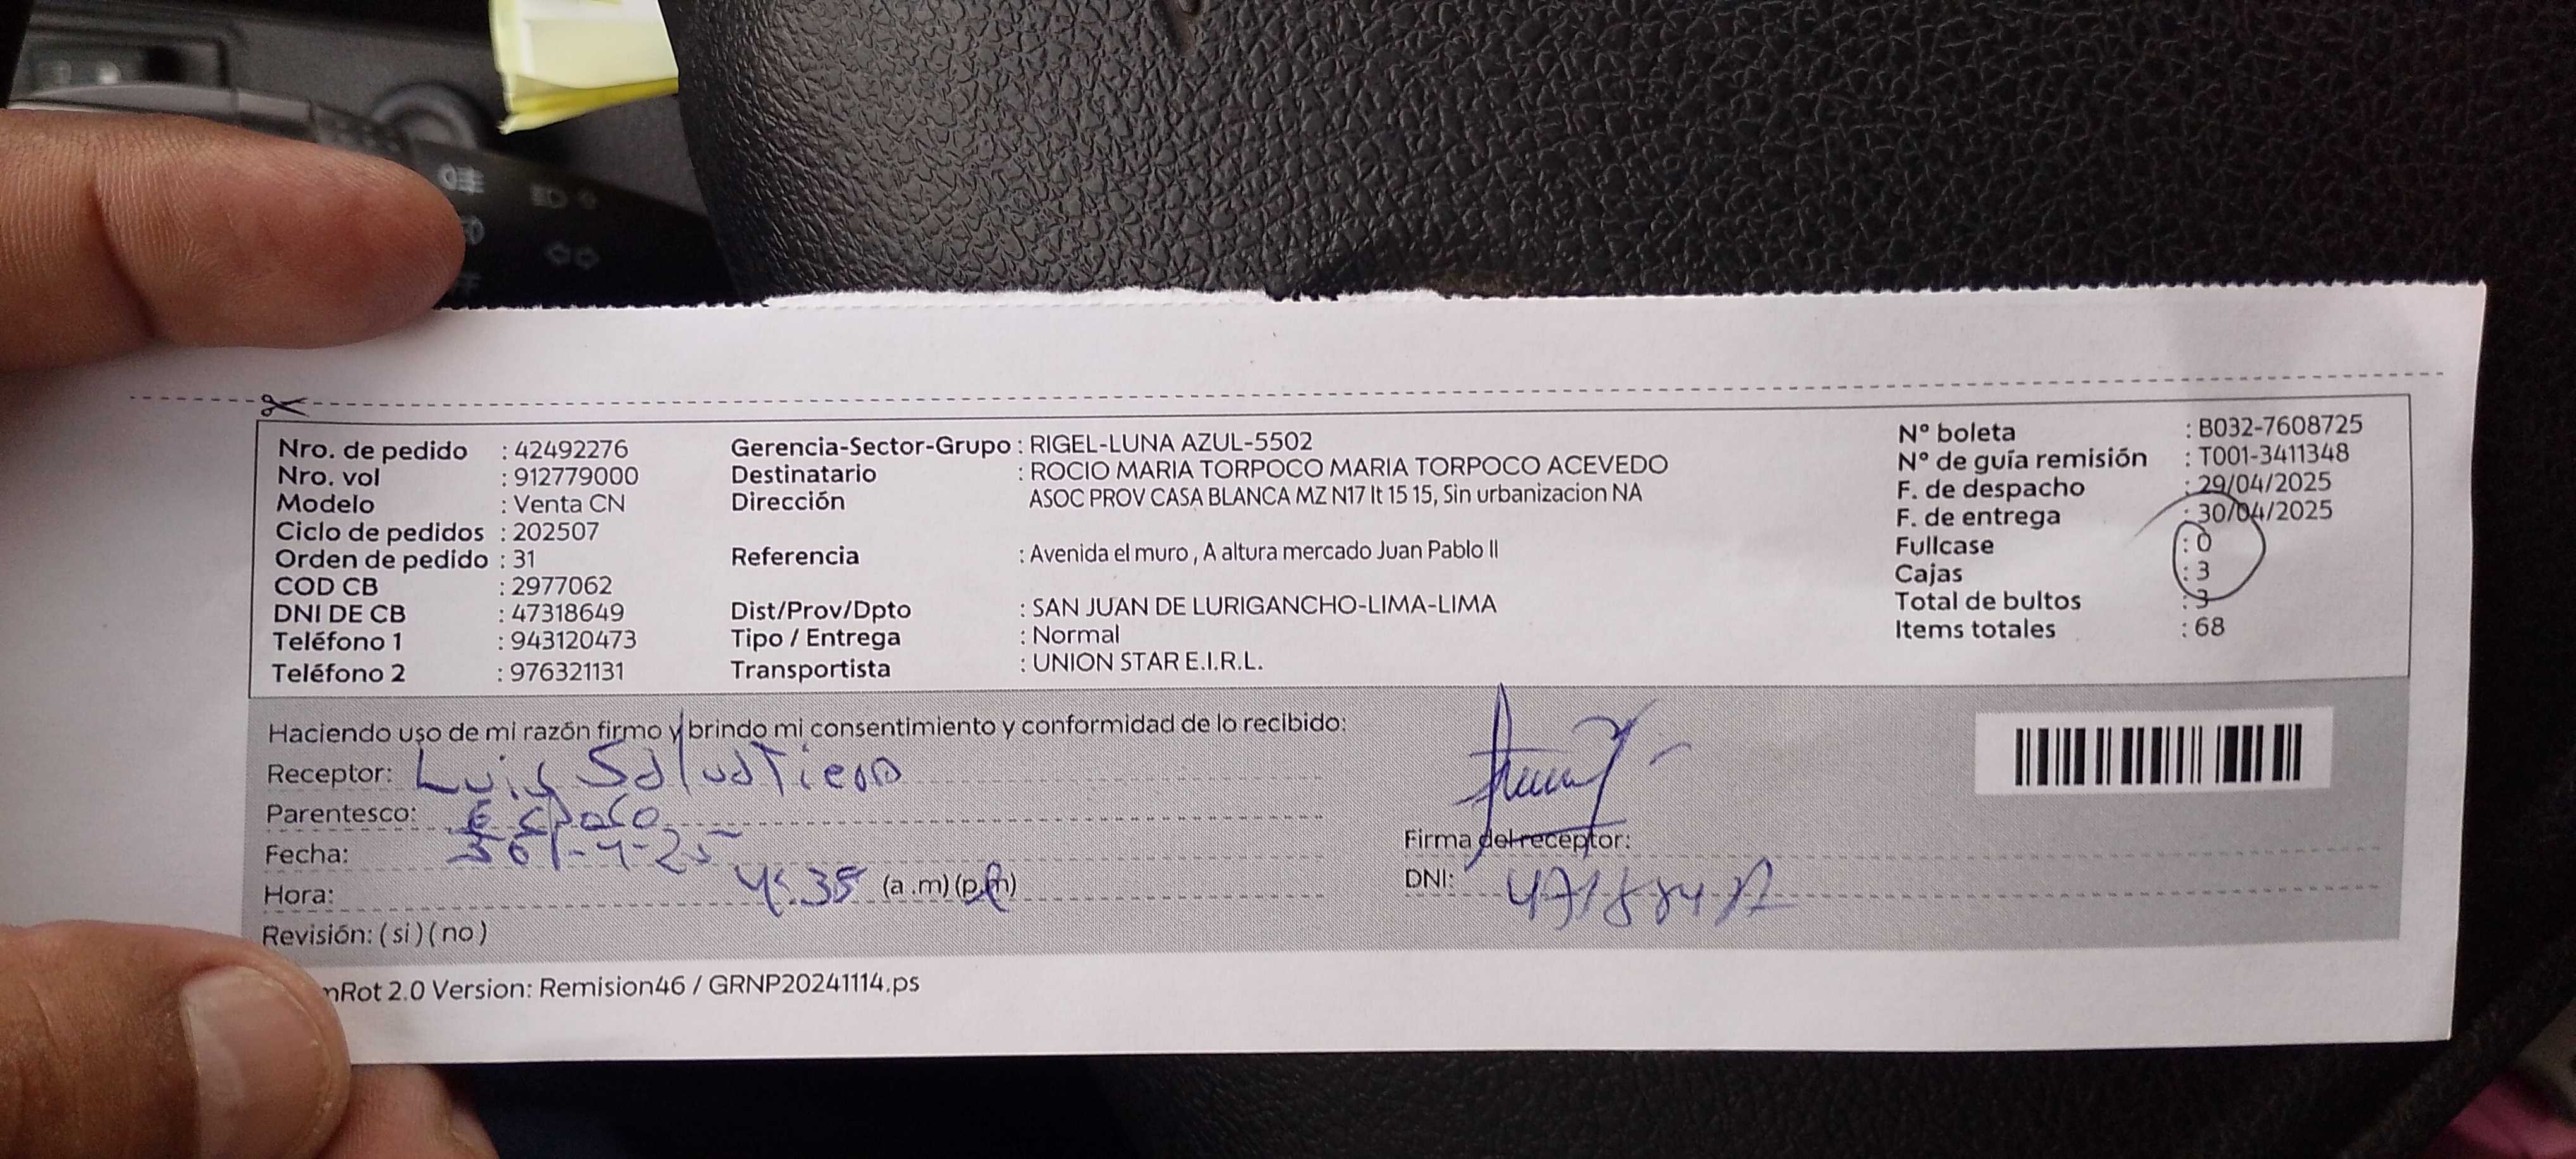 Nro. de pedido : 42492276
Nro. vol : 912779000
Modelo : Venta CN
Ciclo de pedidos : 202507
Orden de pedido : 31
COD CB : 2977062
DNI DE CB : 47318649
Teléfono 1 : 943120473
Teléfono 2 : 976321131
Gerencia-Sector-Grupo : RIGEL-LUNA AZUL-5502
Destinatario : ROCIO MARIA TORPOCO MARIA TORPOCO ACEVEDO
Dirección ASOC PROV CASA BLANCA MZ N17 lt 15 15, Sin urbanizacion NA
Referencia : Avenida el muro , A altura mercado Juan Pablo II
Dist/Prov/Dpto : SAN JUAN DE LURIGANCHO-LIMA-LIMA
Tipo / Entrega : Normal
Transportista : UNION STAR E.I.R.L.
N° boleta : B032-7608725
N° de guía remisión : T001-3411348
F. de despacho : 29/04/2025
F. de entrega : 30/04/2025
Fullcase : 0
Cajas : 3
Total de bultos : 3
Items totales : 68
Haciendo uso de mi razón firmo y brindo mi consentimiento y conformidad de lo recibido:
Receptor: Luis
Parentesco: Esposo
Fecha:
Hora: 4:35 (a.m) (p.m)
Revisión: ( si ) ( no )
Firma del receptor:
DNI:
Rot 2.0 Version: Remision46 / GRNP20241114.ps